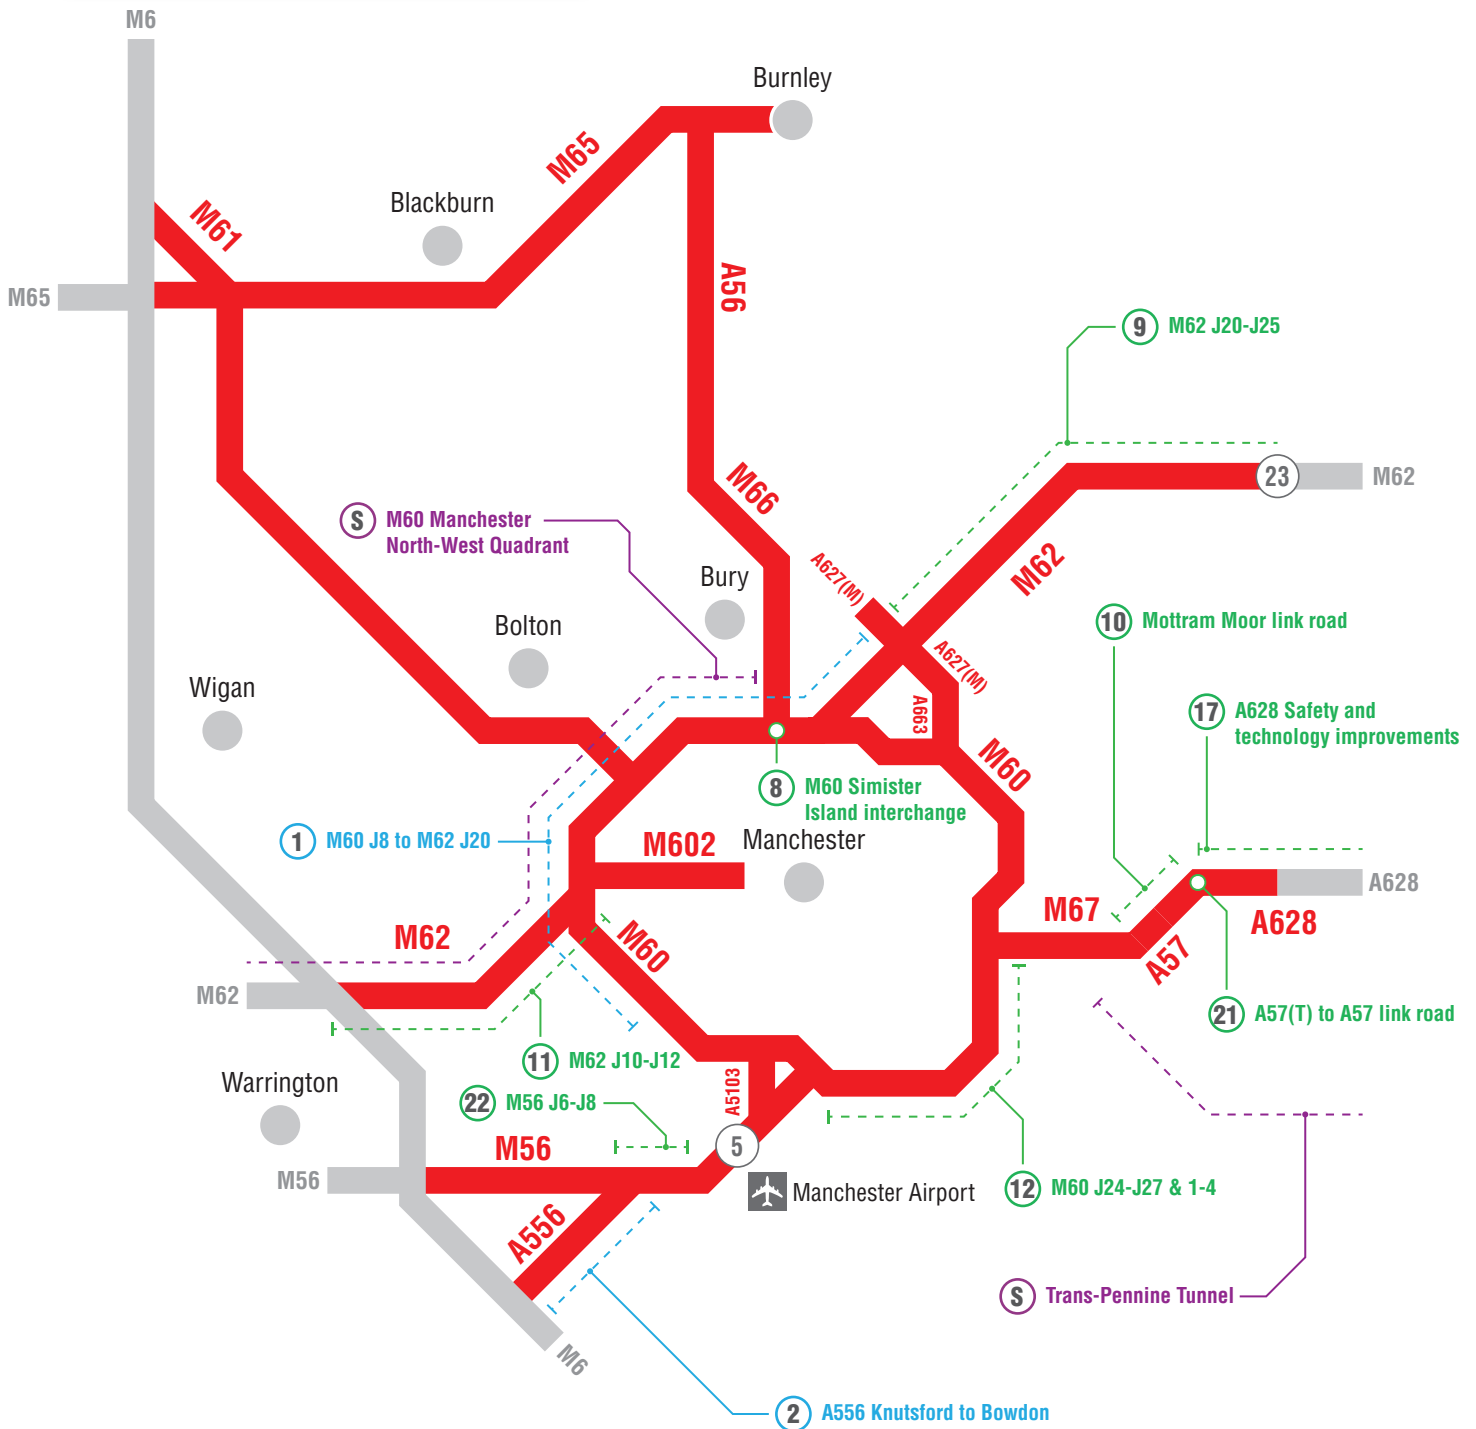 M6
Burnley
M65
Blackburn
M61
A56
M65
9 M62 J20-J25
M66
23
M62
S M60 Manchester
North-West Quadrant
A627(M)
M62
Bury
Bolton
10 Mottram Moor link road
A627(M)
Wigan
A663
17 A628 Safety and
technology improvements
M60
8 M60 Simister
Island interchange
1 M60 J8 to M62 J20
M602
Manchester
A628
M67
A628
M62
M60
A57
M62
21 A57(T) to A57 link road
11 M62 J10-J12
Warrington
A5103
22 M56 J6-J8
M56
5
M56
Manchester Airport
12 M60 J24-J27 & 1-4
A556
S Trans-Pennine Tunnel
M6
2 A556 Knutsford to Bowdon